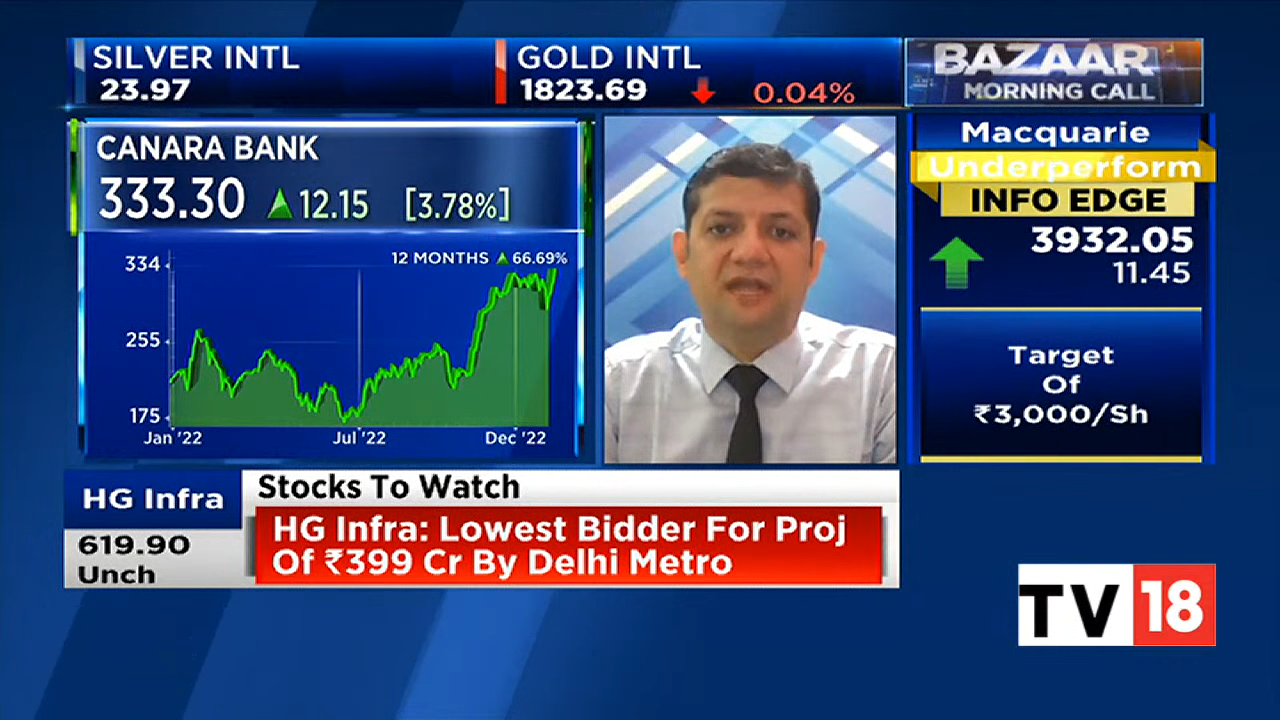 SILVER INTL
23.97
GOLD INTL
1823.69 0.04%
BAZAAR
MORNING CALL
CANARA BANK
333.30 12.15 [3.78%]
12 MONTHS 66.69%
334
255
175
Jan '22 Jul '22 Dec '22
Macquarie
Underperform
INFO EDGE
3932.05
11.45
Target
Of
₹3,000/Sh
HG Infra
619.90
Unch
Stocks To Watch
HG Infra: Lowest Bidder For Proj
Of ₹399 Cr By Delhi Metro
TV18